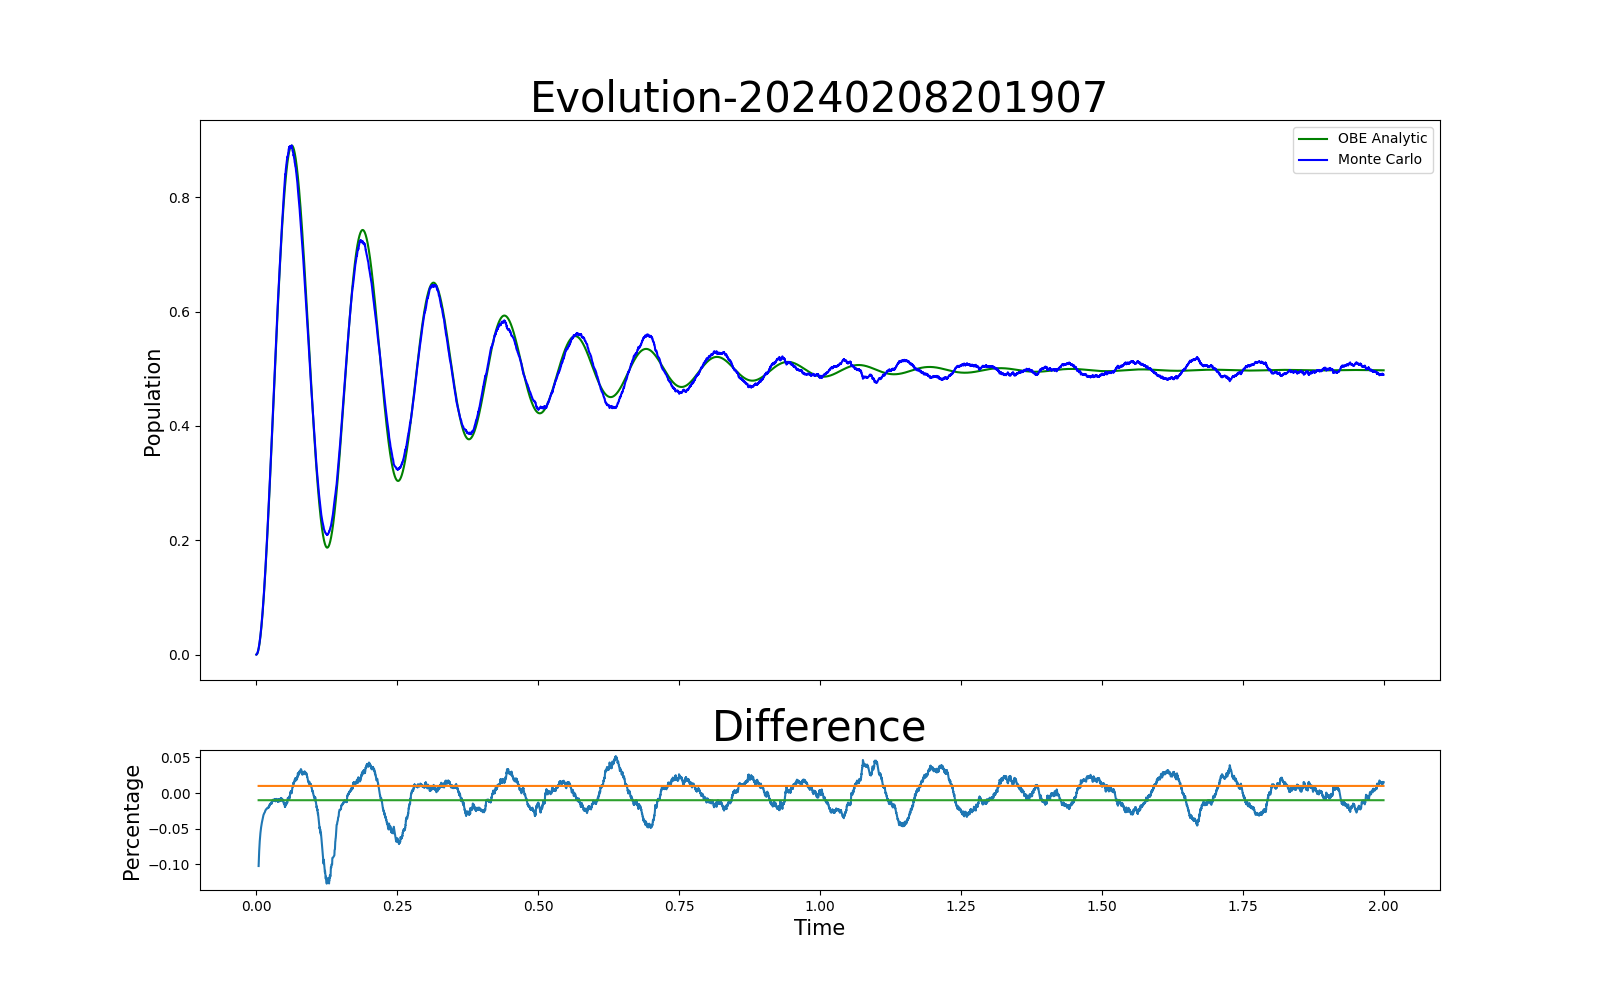 Evolution-20240208201907
OBE Analytic
Monte Carlo
Population
0.8
0.6
0.4
0.2
0.0
Difference
Percentage
0.05
0.00
−0.05
−0.10
0.00 0.25 0.50 0.75 1.00 1.25 1.50 1.75 2.00
Time